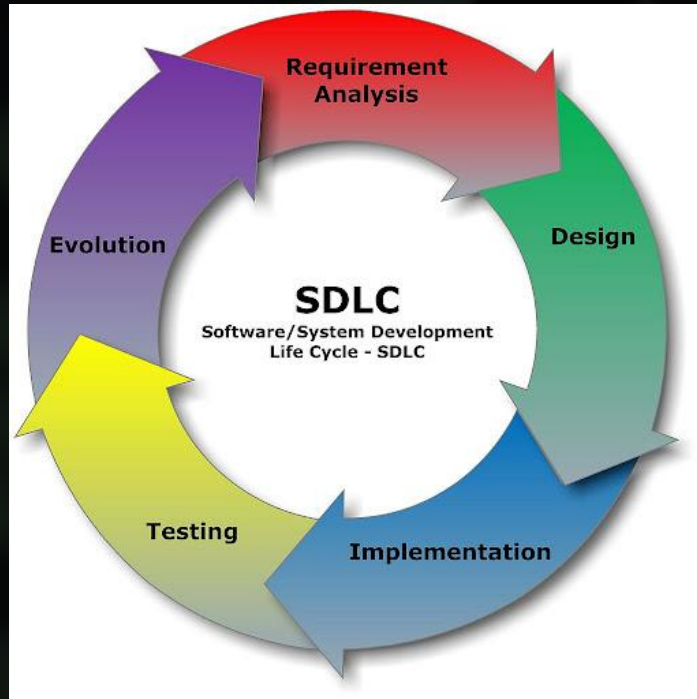 Requirement
Analysis
Design
Evolution
SDLC
Software/System Development
Life Cycle - SDLC
Testing
Implementation